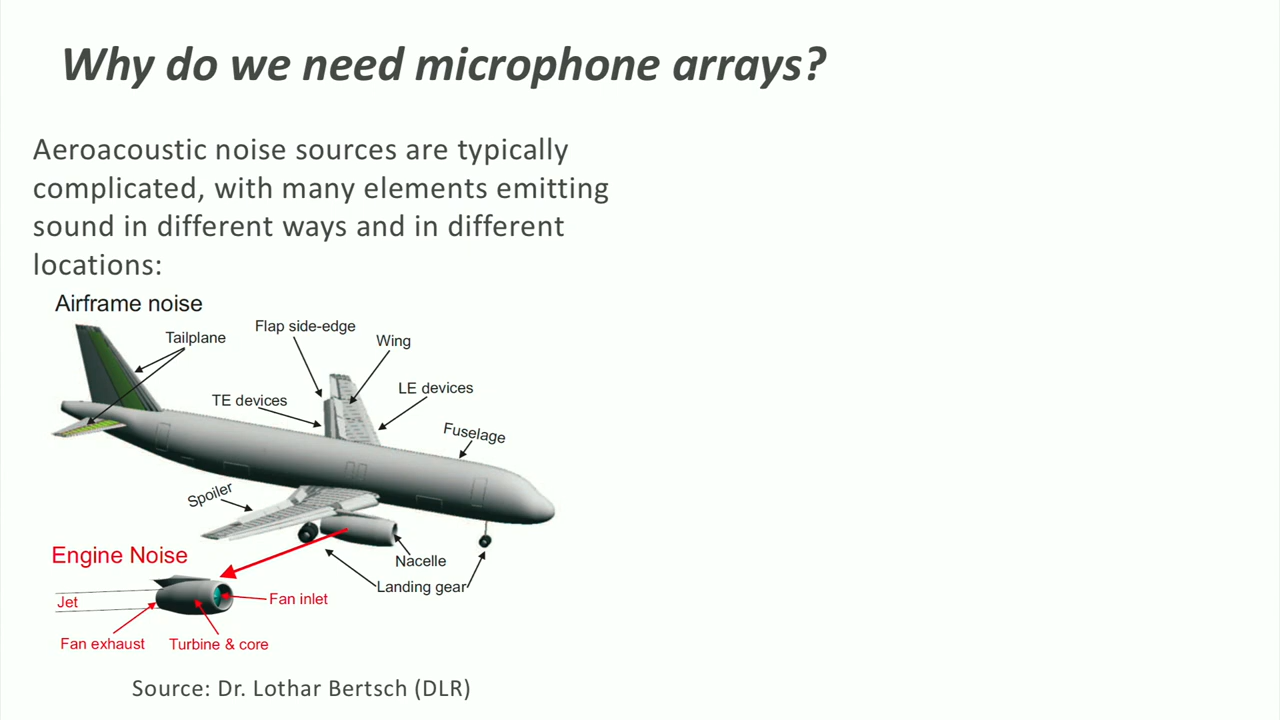 Why do we need microphone arrays?
Aeroacoustic noise sources are typically
complicated, with many elements emitting
sound in different ways and in different
locations:
Airframe noise
Tailplane
Flap side-edge
Wing
TE devices
LE devices
Fuselage
Spoiler
Nacelle
Landing gear
Engine Noise
Jet
Fan inlet
Fan exhaust
Turbine & core
Source: Dr. Lothar Bertsch (DLR)